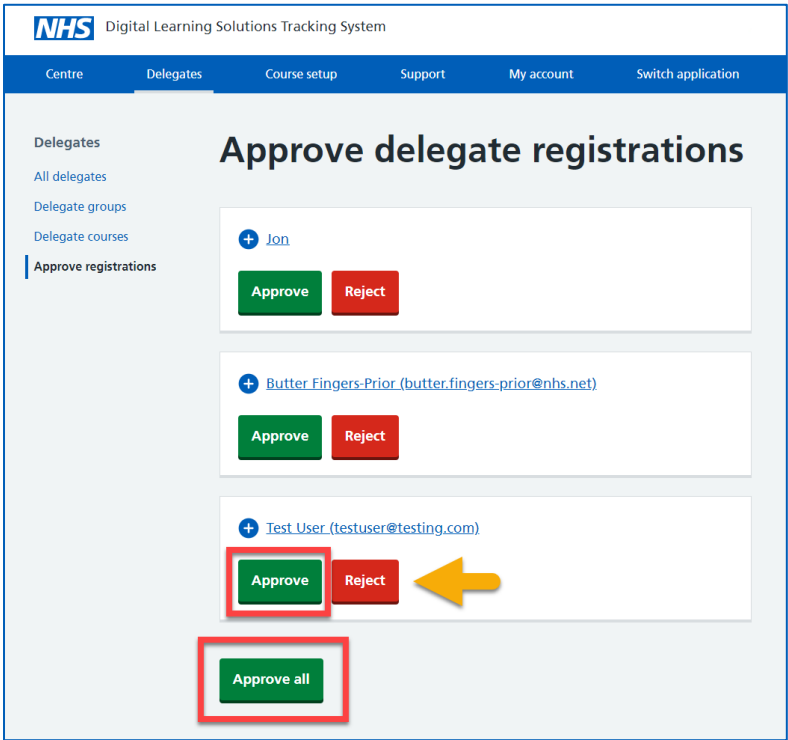 NHS Digital Learning Solutions Tracking System
Centre Delegates Course setup Support My account Switch application
Delegates
All delegates
Delegate groups
Delegate courses
Approve registrations
Approve delegate registrations
Jon
Approve Reject
Butter Fingers-Prior (butter.fingers-prior@nhs.net)
Approve Reject
Test User (testuser@testing.com)
Approve Reject
Approve all